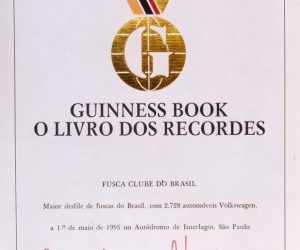 G
GUINNESS BOOK
O LIVRO DOS RECORDES
FUSCA CLUBE DO BRASIL
Maior desfile de fuscas do Brasil, com 2.728 automóveis Volkswagen,
a 1.º de maio de 1995 no Autódromo de Interlagos, São Paulo